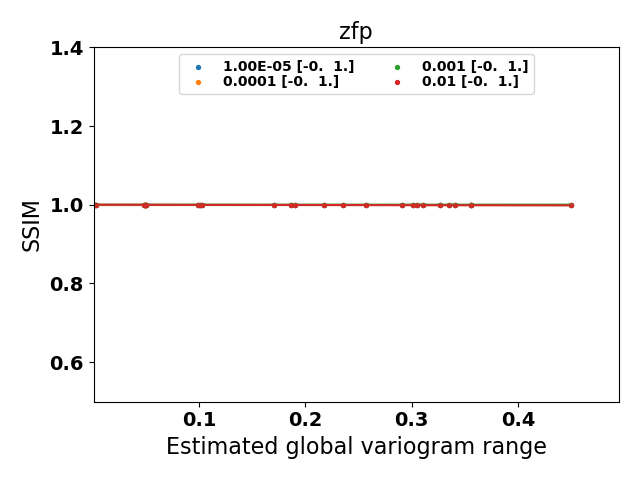 zfp
1.4
1.2
1.0
0.8
0.6
SSIM
1.00E-05 [-0.  1.]
0.0001 [-0.  1.]
0.001 [-0.  1.]
0.01 [-0.  1.]
0.1 0.2 0.3 0.4
Estimated global variogram range